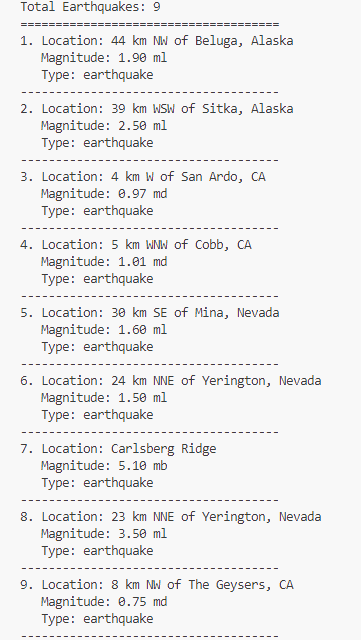 Total Earthquakes: 9
=====================================
1. Location: 44 km NW of Beluga, Alaska
Magnitude: 1.90 ml
Type: earthquake
-------------------------------------
2. Location: 39 km WSW of Sitka, Alaska
Magnitude: 2.50 ml
Type: earthquake
-------------------------------------
3. Location: 4 km W of San Ardo, CA
Magnitude: 0.97 md
Type: earthquake
-------------------------------------
4. Location: 5 km WNW of Cobb, CA
Magnitude: 1.01 md
Type: earthquake
-------------------------------------
5. Location: 30 km SE of Mina, Nevada
Magnitude: 1.60 ml
Type: earthquake
-------------------------------------
6. Location: 24 km NNE of Yerington, Nevada
Magnitude: 1.50 ml
Type: earthquake
-------------------------------------
7. Location: Carlsberg Ridge
Magnitude: 5.10 mb
Type: earthquake
-------------------------------------
8. Location: 23 km NNE of Yerington, Nevada
Magnitude: 3.50 ml
Type: earthquake
-------------------------------------
9. Location: 8 km NW of The Geysers, CA
Magnitude: 0.75 md
Type: earthquake
-------------------------------------